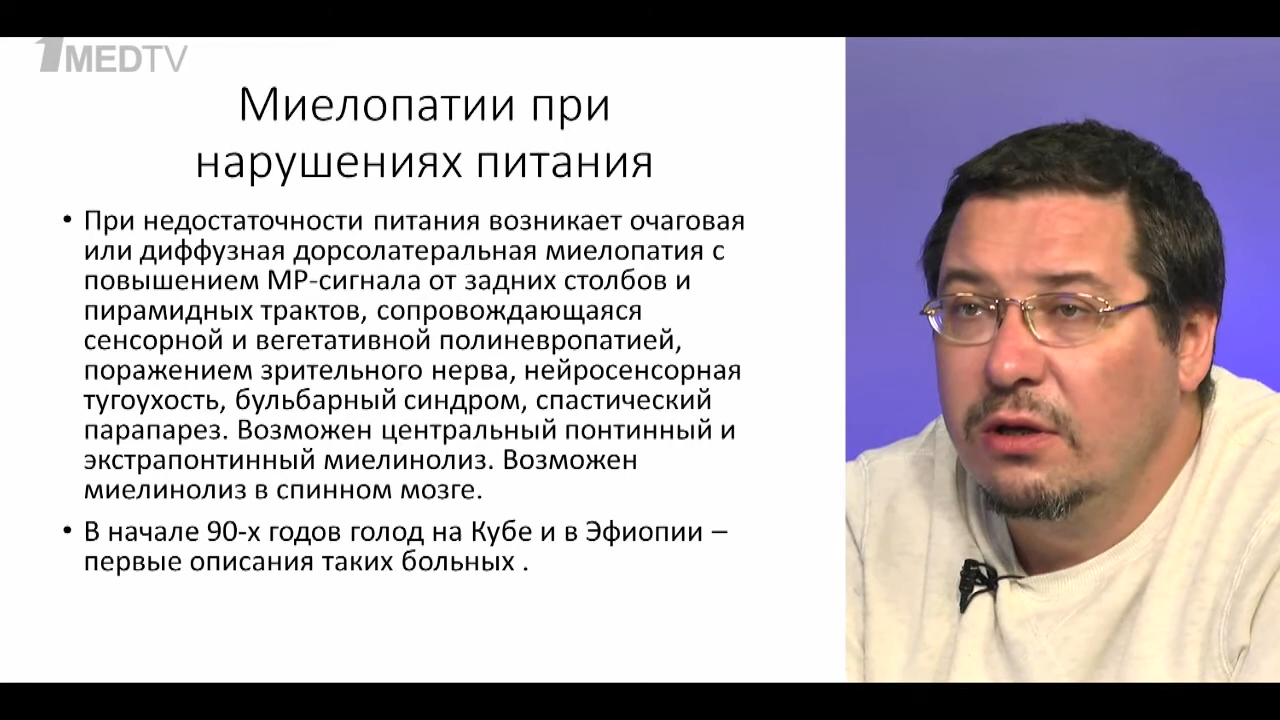 1MEDTV
Миелопатии при
нарушениях питания
• При недостаточности питания возникает очаговая
или диффузная дорсолатеральная миелопатия с
повышением МР-сигнала от задних столбов и
пирамидных трактов, сопровождающаяся
сенсорной и вегетативной полиневропатией,
поражением зрительного нерва, нейросенсорная
тугоухость, бульбарный синдром, спастический
парапарез. Возможен центральный понтинный и
экстрапонтинный миелинолиз. Возможен
миелинолиз в спинном мозге.
• В начале 90-х годов голод на Кубе и в Эфиопии –
первые описания таких больных .